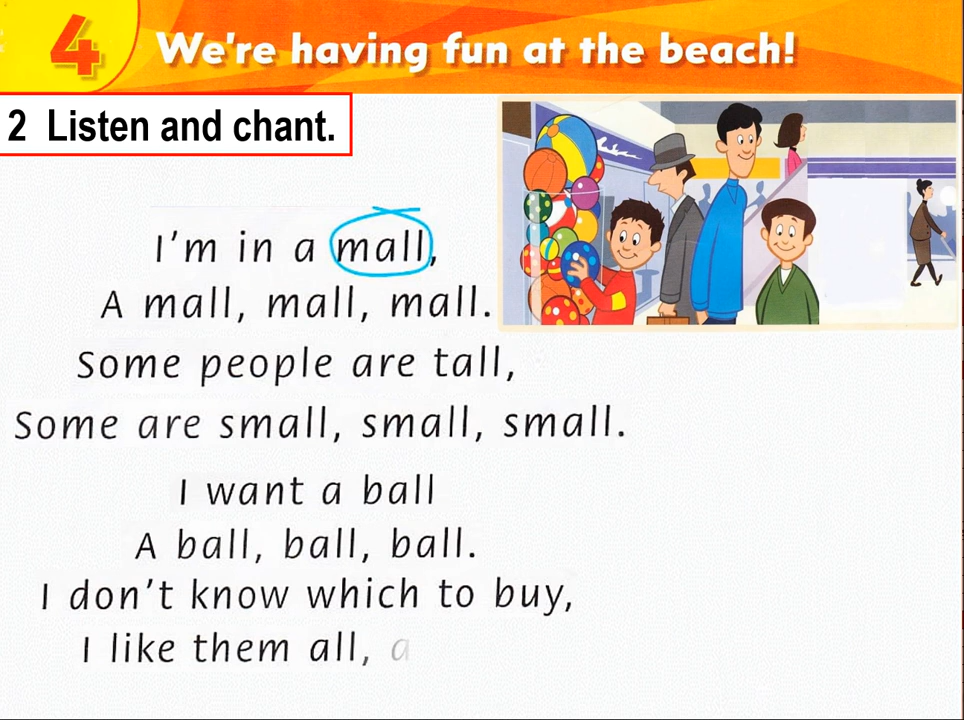 4 We're having fun at the beach!
2 Listen and chant.
I'm in a mall,
A mall, mall, mall.
Some people are tall,
Some are small, small, small.
I want a ball
A ball, ball, ball.
I don't know which to buy,
I like them all, a